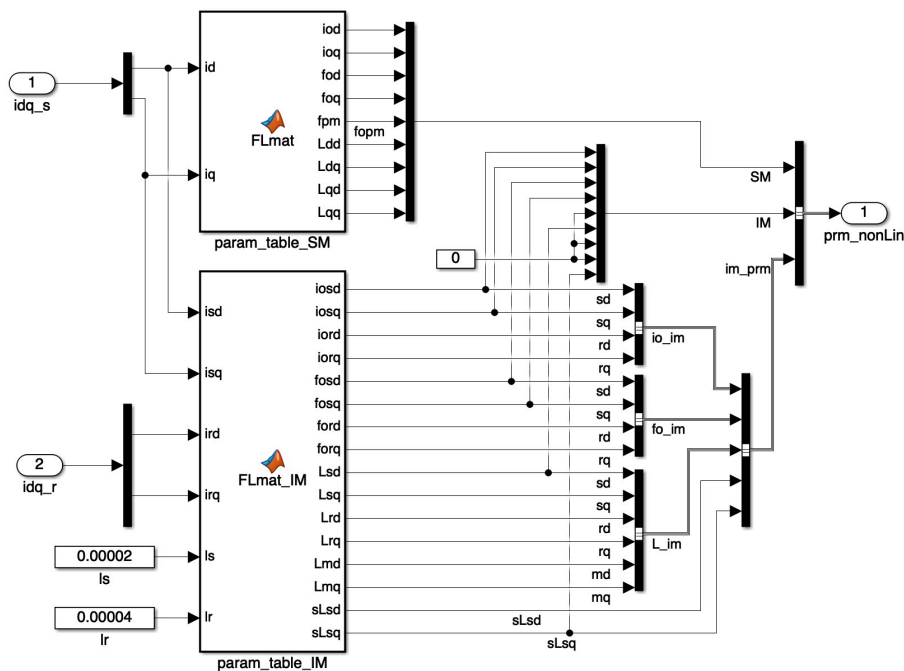 1
idq_s
id
iq
FLmat
iod
ioq
fod
foq
fpm
Ldd
Ldq
Lqd
Lqq
param_table_SM
fopm
SM
IM
im_prm
1
prm_nonLin
0
2
idq_r
0.00002
ls
0.00004
lr
isd
isq
ird
irq
ls
lr
FLmat_IM
iosd
iosq
iord
iorq
fosd
fosq
ford
forq
Lsd
Lsq
Lrd
Lrq
Lmd
Lmq
sLsd
sLsq
param_table_IM
sd
sq
rd
rq
io_im
sd
sq
rd
rq
fo_im
sd
sq
rd
rq
md
mq
L_im
sLsd
sLsq